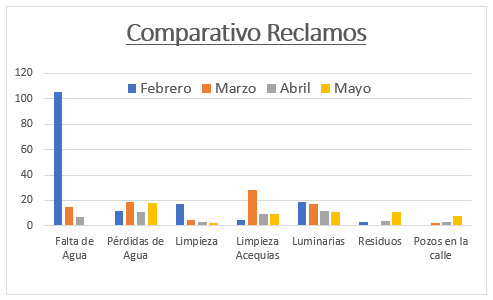 Comparativo Reclamos
120
100
80
60
40
20
0
Febrero Marzo Abril Mayo
Falta de Agua
Pérdidas de Agua
Limpieza
Limpieza Acequias
Luminarias
Residuos
Pozos en la calle